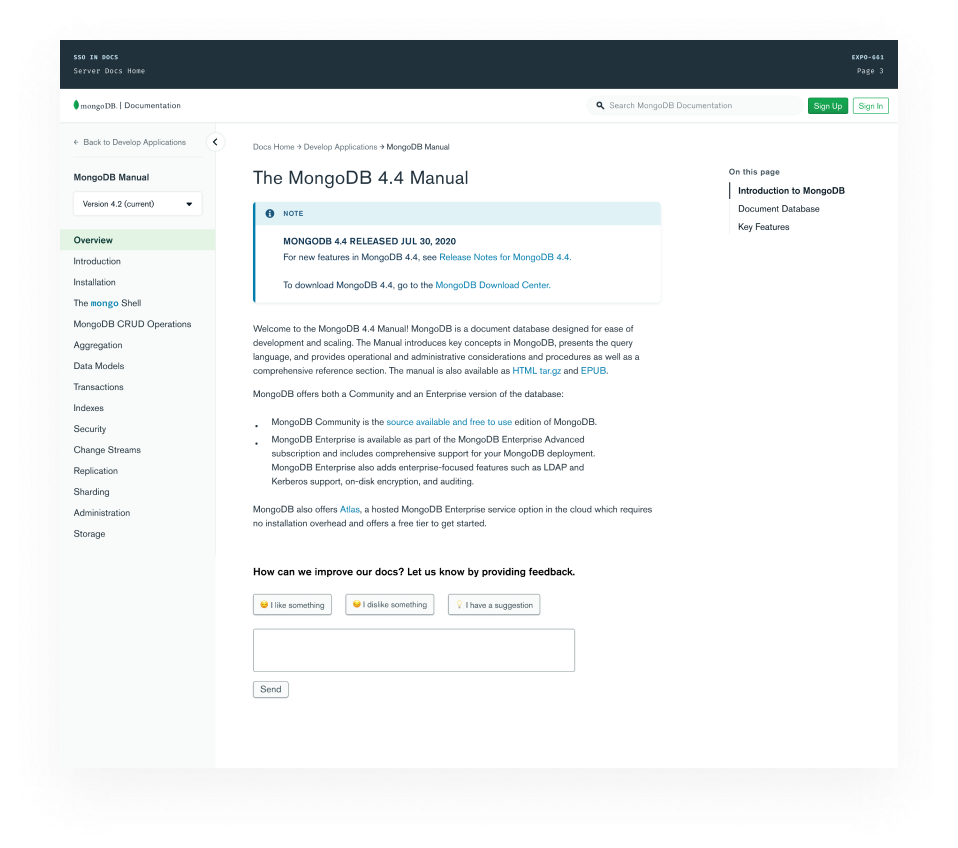 SSO IN DOCS
EXPO-661
Server Docs Home
Page 3
mongoDB. | Documentation
Search MongoDB Documentation
Sign Up
Sign In
← Back to Develop Applications
MongoDB Manual
Version 4.2 (current)
Overview
Introduction
Installation
The mongo Shell
MongoDB CRUD Operations
Aggregation
Data Models
Transactions
Indexes
Security
Change Streams
Replication
Sharding
Administration
Storage
Docs Home → Develop Applications → MongoDB Manual
The MongoDB 4.4 Manual
NOTE
MONGODB 4.4 RELEASED JUL 30, 2020
For new features in MongoDB 4.4, see Release Notes for MongoDB 4.4.
To download MongoDB 4.4, go to the MongoDB Download Center.
Welcome to the MongoDB 4.4 Manual! MongoDB is a document database designed for ease of
development and scaling. The Manual introduces key concepts in MongoDB, presents the query
language, and provides operational and administrative considerations and procedures as well as a
comprehensive reference section. The manual is also available as HTML tar.gz and EPUB.
MongoDB offers both a Community and an Enterprise version of the database:
• MongoDB Community is the source available and free to use edition of MongoDB.
• MongoDB Enterprise is available as part of the MongoDB Enterprise Advanced
subscription and includes comprehensive support for your MongoDB deployment.
MongoDB Enterprise also adds enterprise-focused features such as LDAP and
Kerberos support, on-disk encryption, and auditing.
MongoDB also offers Atlas, a hosted MongoDB Enterprise service option in the cloud which requires
no installation overhead and offers a free tier to get started.
How can we improve our docs? Let us know by providing feedback.
I like something
I dislike something
I have a suggestion
Send
On this page
Introduction to MongoDB
Document Database
Key Features